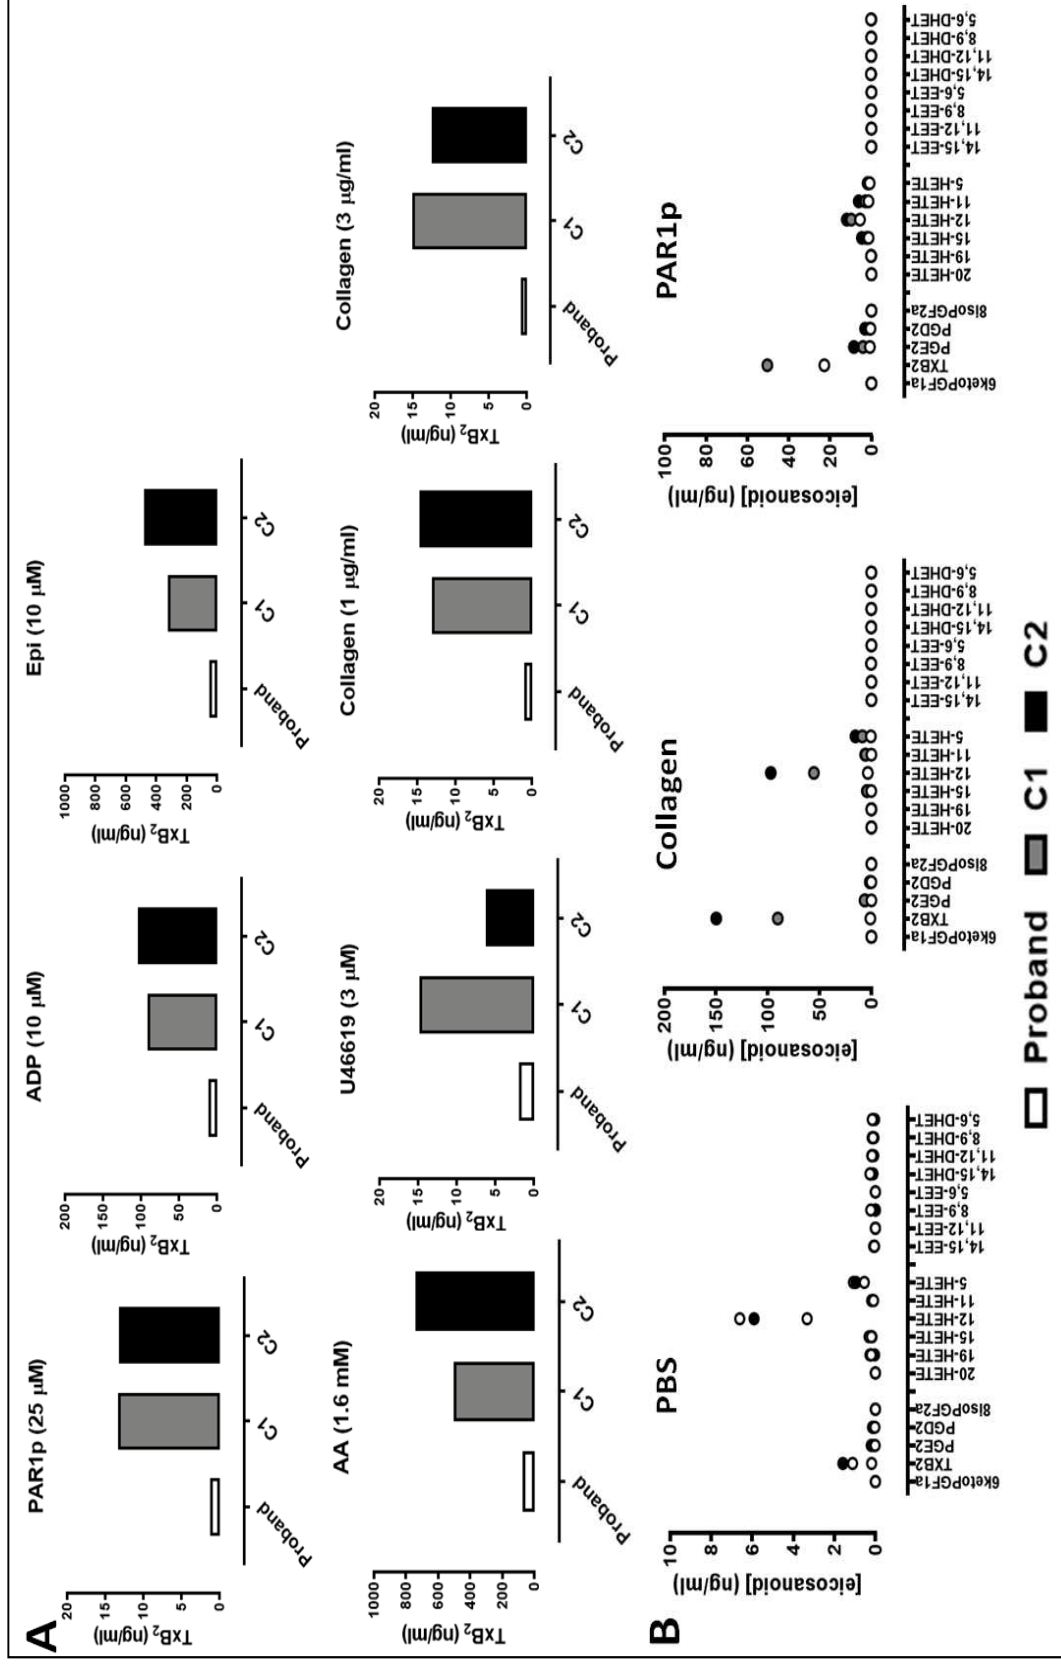 A
PAR1p (25 µM)
TxB2 (ng/ml)
20
15
10
5
0
Proband
C1
C2
ADP (10 µM)
TxB2 (ng/ml)
200
150
100
50
0
Proband
C1
C2
Epi (10 µM)
TxB2 (ng/ml)
1000
800
600
400
200
0
Proband
C1
C2
AA (1.6 mM)
TxB2 (ng/ml)
1000
800
600
400
200
0
Proband
C1
C2
U46619 (3 µM)
TxB2 (ng/ml)
20
15
10
5
0
Proband
C1
C2
Collagen (1 µg/ml)
TxB2 (ng/ml)
20
15
10
5
0
Proband
C1
C2
Collagen (3 µg/ml)
TxB2 (ng/ml)
20
15
10
5
0
Proband
C1
C2
B
PBS
[eicosanoid] (ng/ml)
10
8
6
4
2
0
6ketoPGF1a
TXB2
PGE2
PGD2
8IsoPGF2a
20-HETE
19-HETE
15-HETE
12-HETE
11-HETE
5-HETE
14,15-EET
11,12-EET
8,9-EET
5,6-EET
14,15-DHET
11,12-DHET
8,9-DHET
5,6-DHET
Collagen
[eicosanoid] (ng/ml)
200
150
100
50
0
6ketoPGF1a
TXB2
PGE2
PGD2
8IsoPGF2a
20-HETE
19-HETE
15-HETE
12-HETE
11-HETE
5-HETE
14,15-EET
11,12-EET
8,9-EET
5,6-EET
14,15-DHET
11,12-DHET
8,9-DHET
5,6-DHET
PAR1p
[eicosanoid] (ng/ml)
100
80
60
40
20
0
6ketoPGF1a
TXB2
PGE2
PGD2
8IsoPGF2a
20-HETE
19-HETE
15-HETE
12-HETE
11-HETE
5-HETE
14,15-EET
11,12-EET
8,9-EET
5,6-EET
14,15-DHET
11,12-DHET
8,9-DHET
5,6-DHET
Proband C1 C2